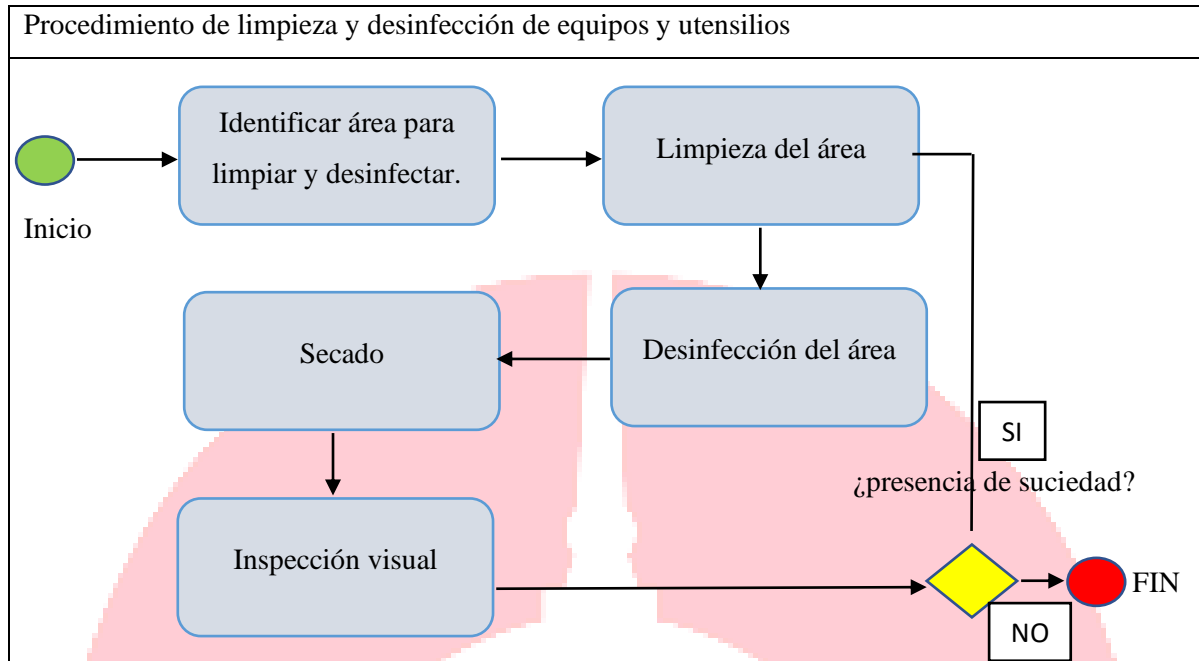 Procedimiento de limpieza y desinfección de equipos y utensilios
Identificar área para
limpiar y desinfectar.
Limpieza del área
Inicio
Secado
Desinfección del área
SI
¿presencia de suciedad?
Inspección visual
FIN
NO